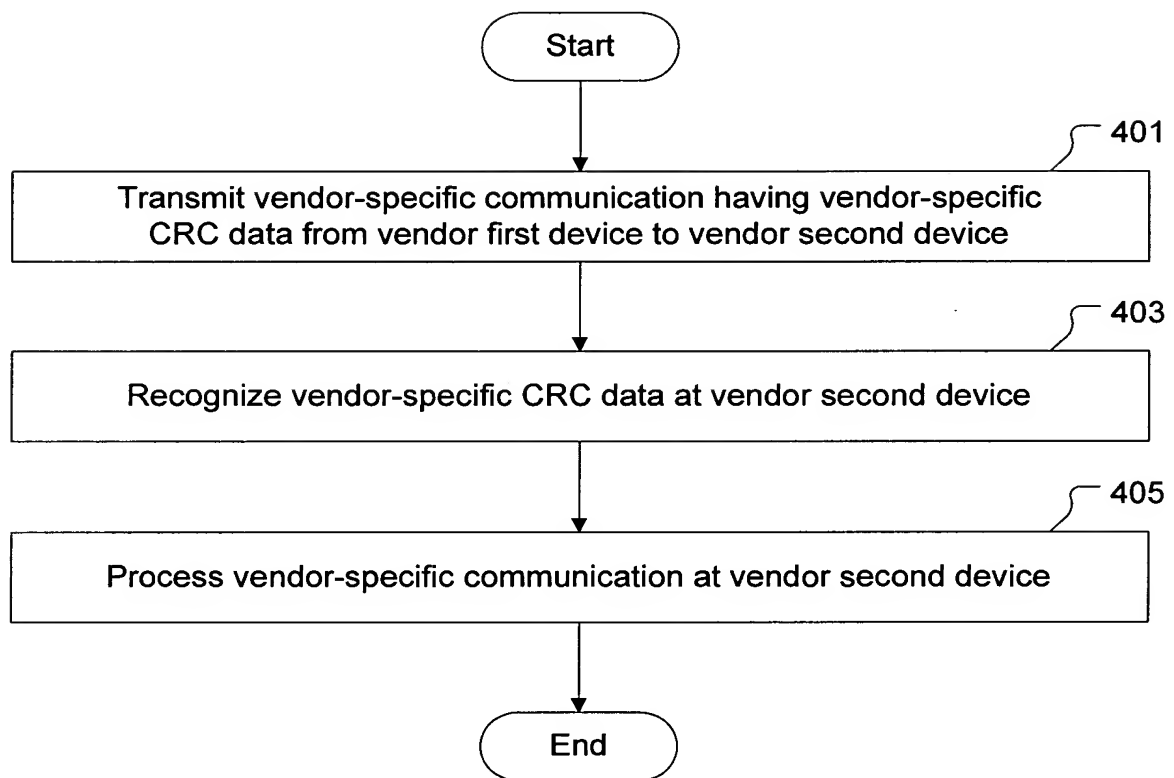 Start
401
Transmit vendor-specific communication having vendor-specific
CRC data from vendor first device to vendor second device
403
Recognize vendor-specific CRC data at vendor second device
405
Process vendor-specific communication at vendor second device
End